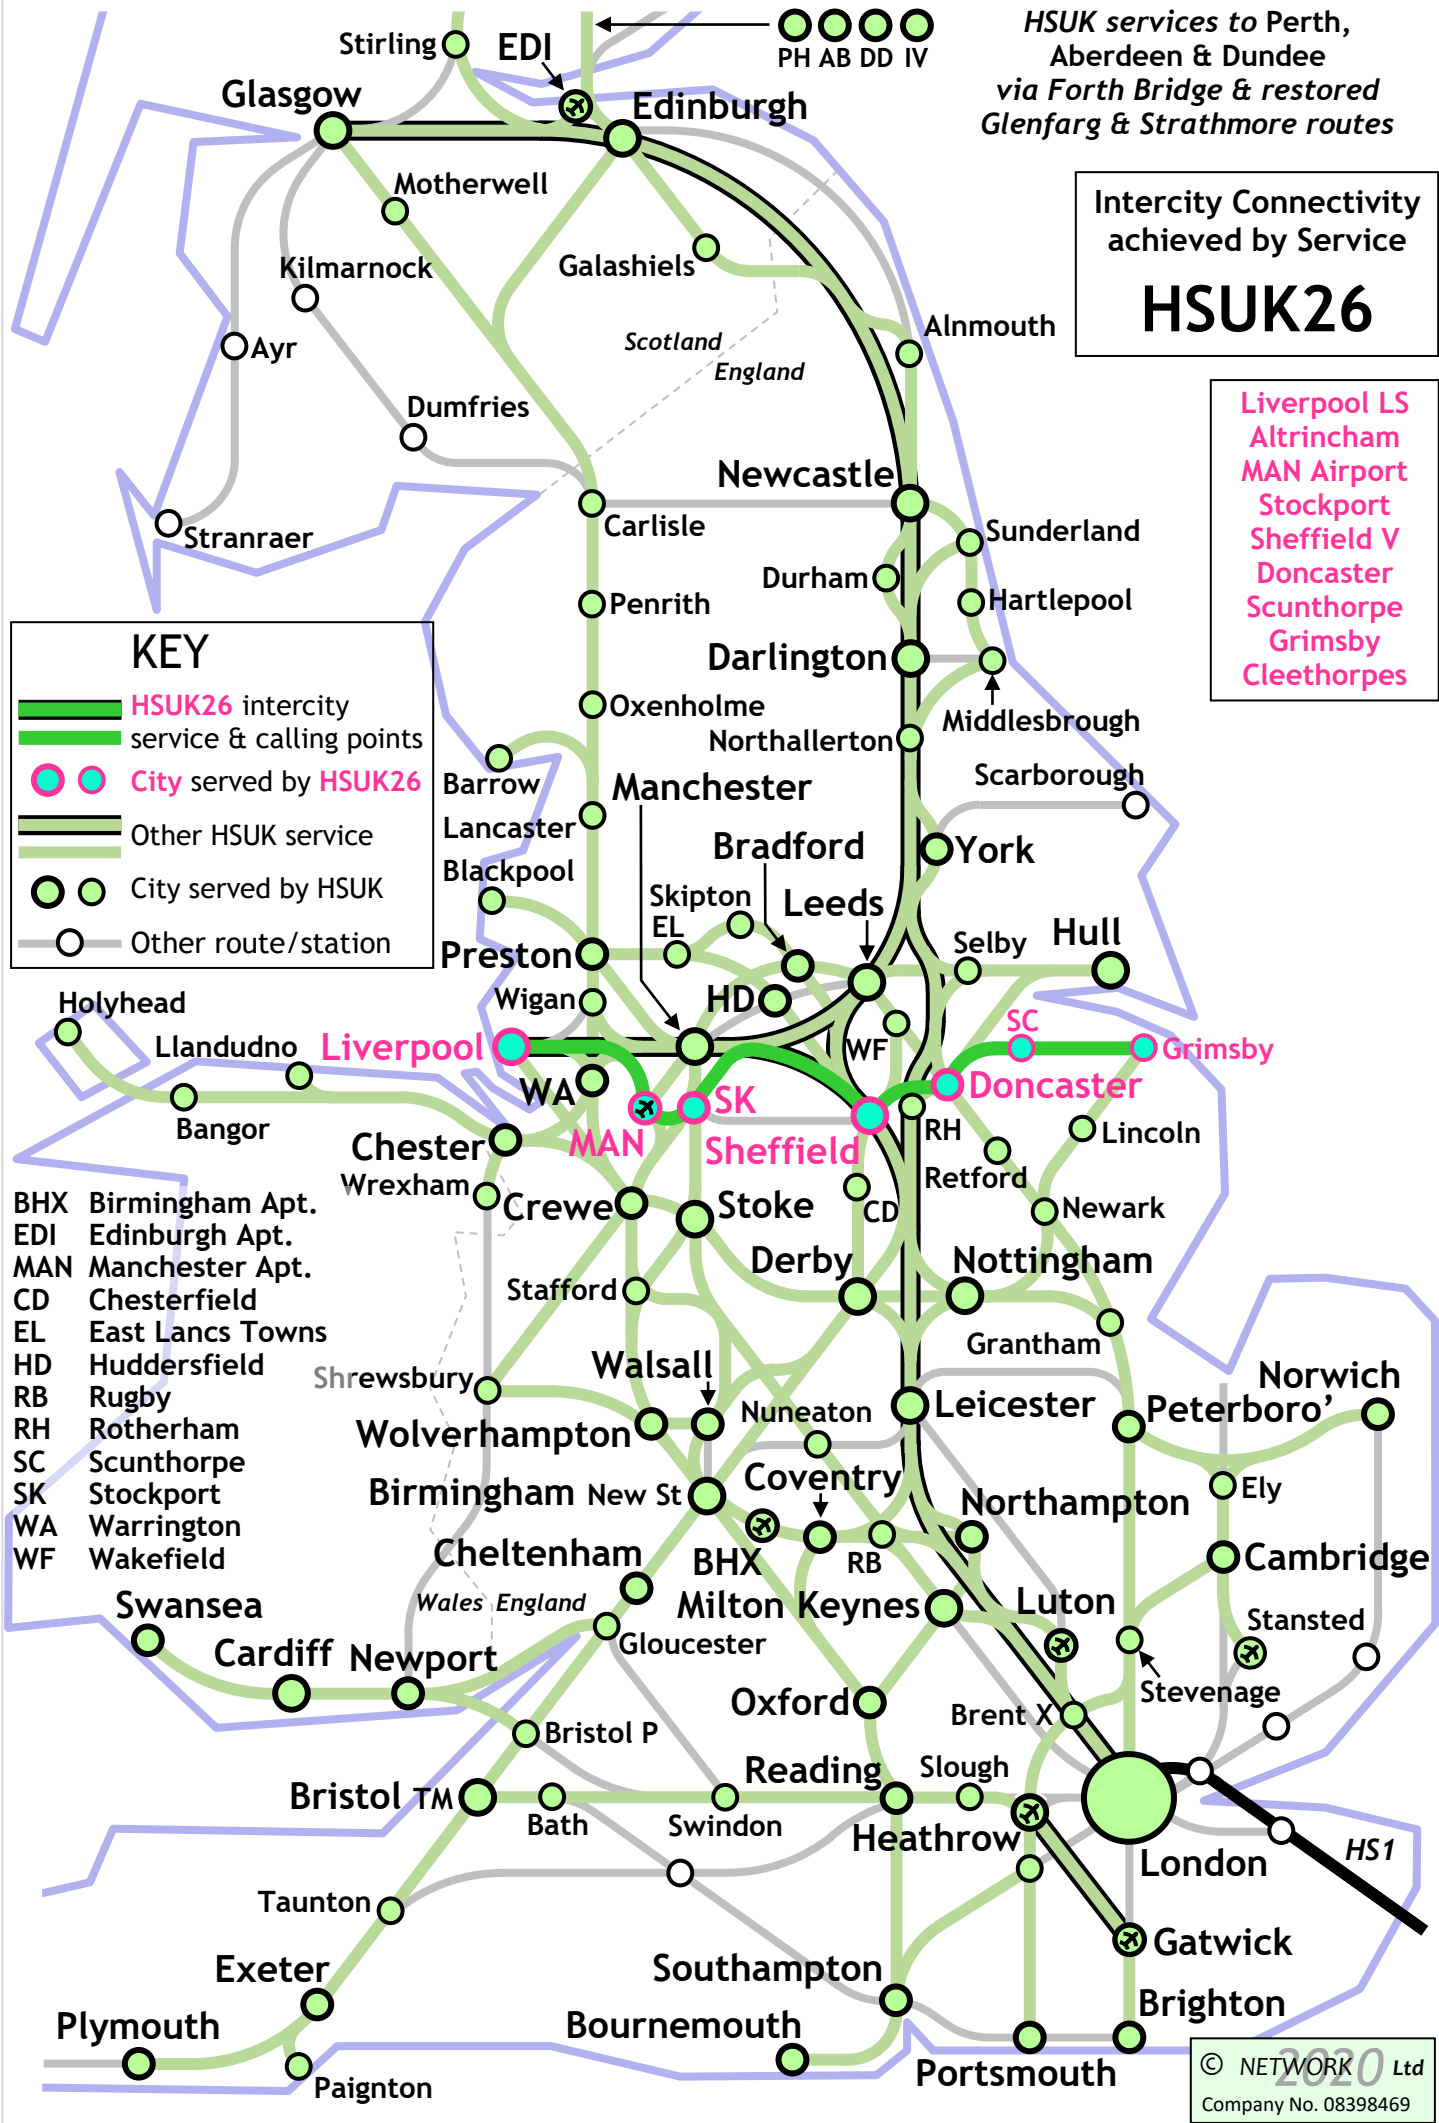 HSUK services to Perth,
Aberdeen & Dundee
via Forth Bridge & restored
Glenfarg & Strathmore routes
PH AB DD IV
Stirling
EDI
Glasgow
Edinburgh
Motherwell
Intercity Connectivity
achieved by Service
HSUK26
Galashiels
Kilmarnock
Alnmouth
Scotland
England
Ayr
Liverpool LS
Altrincham
MAN Airport
Stockport
Sheffield V
Doncaster
Scunthorpe
Grimsby
Cleethorpes
Dumfries
Newcastle
Carlisle
Stranraer
Sunderland
Durham
Penrith
Hartlepool
KEY
HSUK26 intercity
service & calling points
City served by HSUK26
Other HSUK service
City served by HSUK
Other route/station
Darlington
Oxenholme
Middlesbrough
Northallerton
Barrow
Manchester
Scarborough
Lancaster
Bradford
York
Blackpool
Skipton
EL
Leeds
Preston
Selby
Hull
Wigan
HD
Holyhead
Llandudno
Liverpool
WF
SC
Grimsby
WA
SK
Doncaster
Bangor
Chester
MAN
Sheffield
RH
Lincoln
Wrexham
Retford
Crewe
Stoke
CD
Newark
BHX Birmingham Apt.
EDI Edinburgh Apt.
MAN Manchester Apt.
CD Chesterfield
EL East Lancs Towns
HD Huddersfield
RB Rugby
RH Rotherham
SC Scunthorpe
SK Stockport
WA Warrington
WF Wakefield
Derby
Nottingham
Stafford
Grantham
Shrewsbury
Walsall
Norwich
Nuneaton
Leicester
Peterboro’
Wolverhampton
Coventry
Birmingham New St
Northampton
Ely
BHX
RB
Cheltenham
Cambridge
Wales England
Milton Keynes
Luton
Stansted
Swansea
Cardiff
Newport
Gloucester
Oxford
Brent X
Stevenage
Bristol P
Reading
Slough
Bristol TM
Bath
Swindon
Heathrow
London
HS1
Taunton
Gatwick
Exeter
Southampton
Plymouth
Bournemouth
Brighton
Paignton
Portsmouth
© NETWORK 2020 Ltd
Company No. 08398469